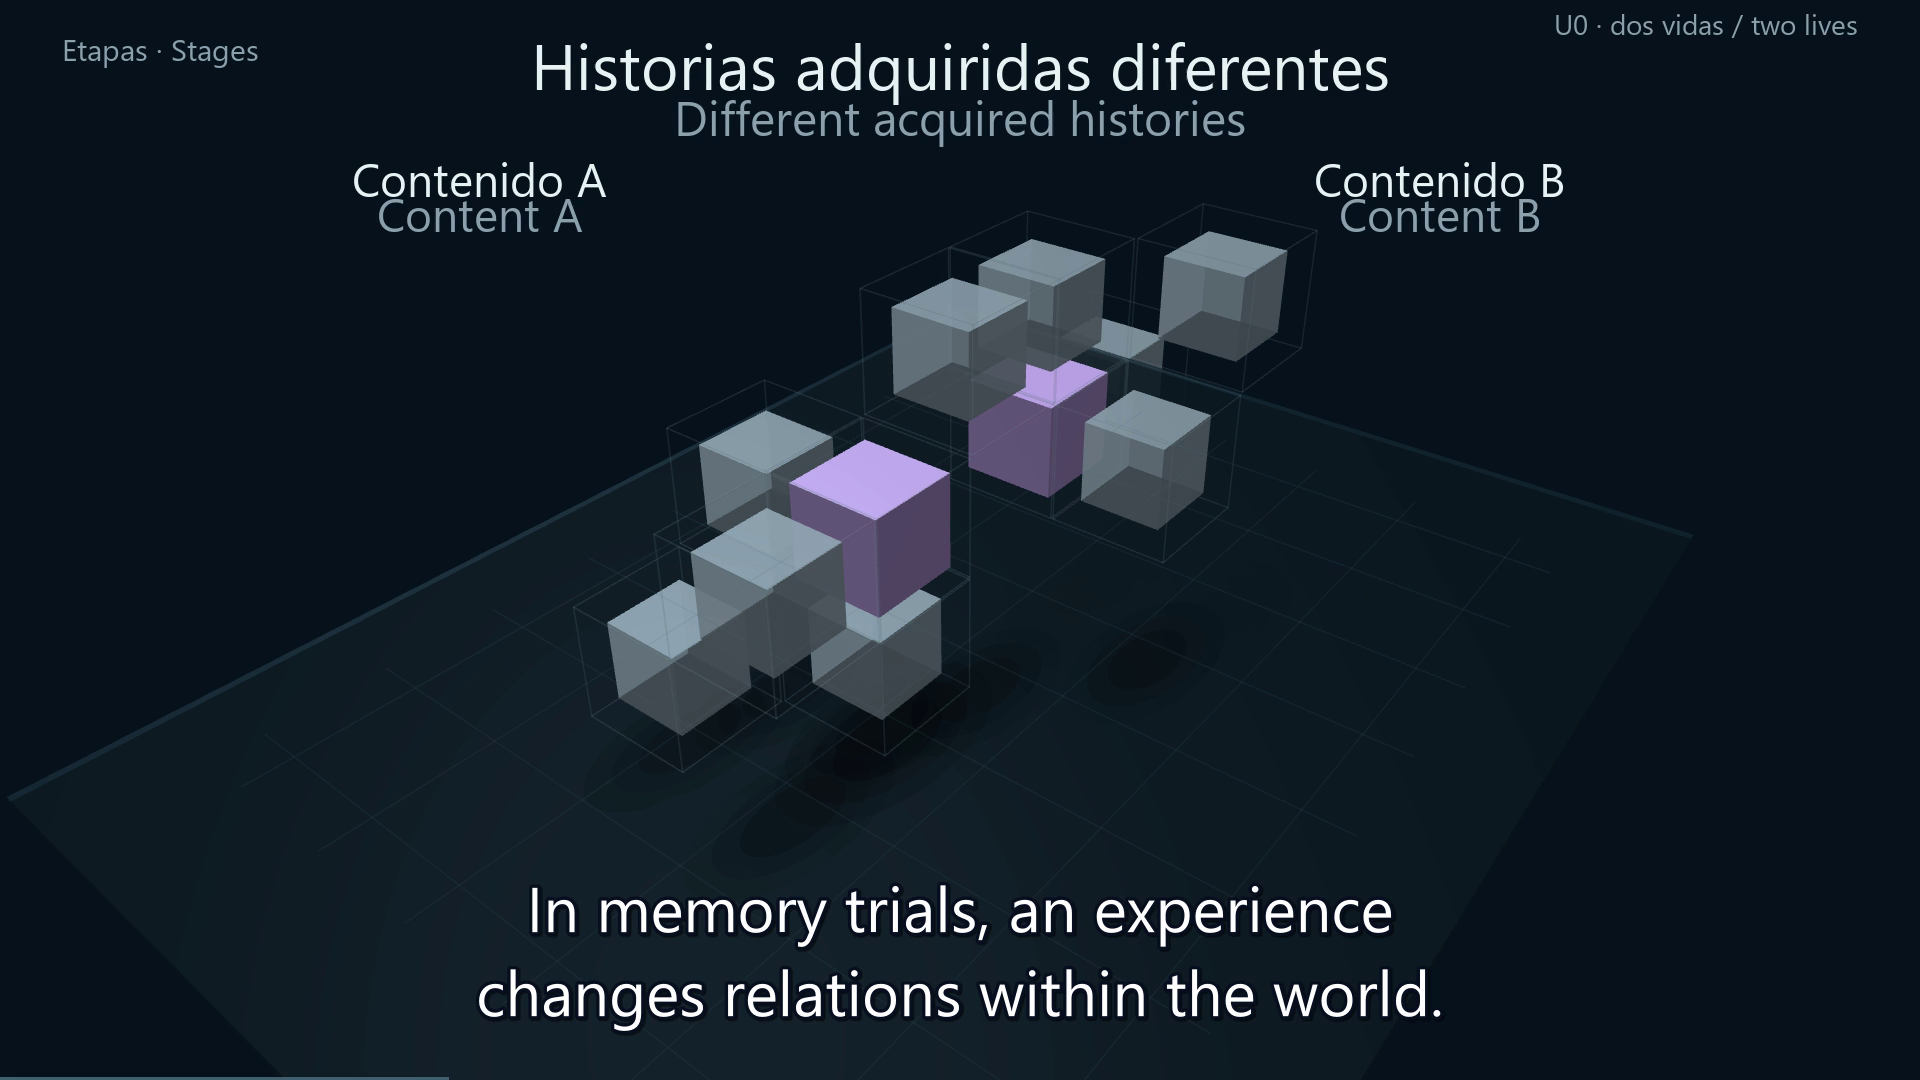 Etapas · Stages
U0 · dos vidas / two lives
Historias adquiridas diferentes
Different acquired histories
Contenido A
Content A
Contenido B
Content B
In memory trials, an experience
changes relations within the world.